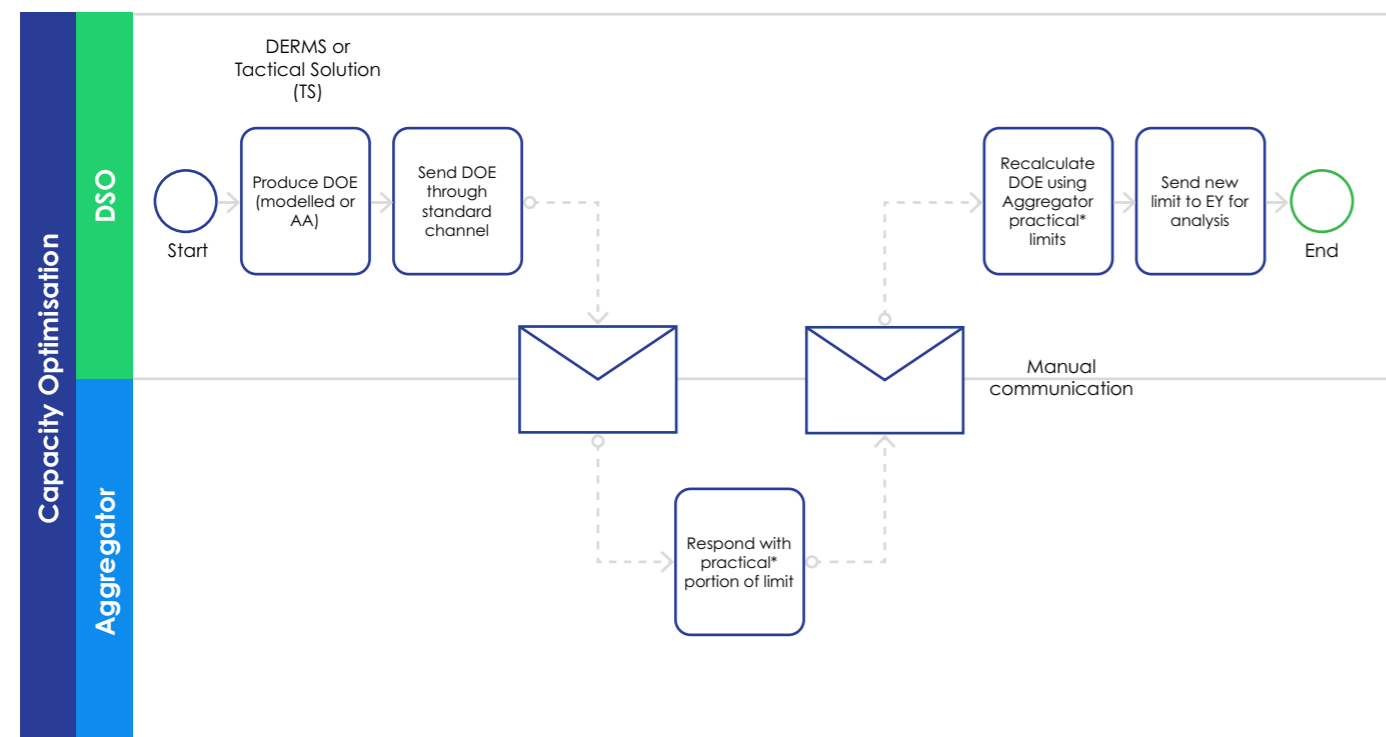 Capacity Optimisation
DSO
Aggregator
DERMS or
Tactical Solution
(TS)
Start
Produce DOE
(modelled or
AA)
Send DOE
through
standard
channel
Recalculate
DOE using
Aggregator
practical*
limits
Send new
limit to EY for
analysis
End
Manual
communication
Respond with
practical*
portion of limit